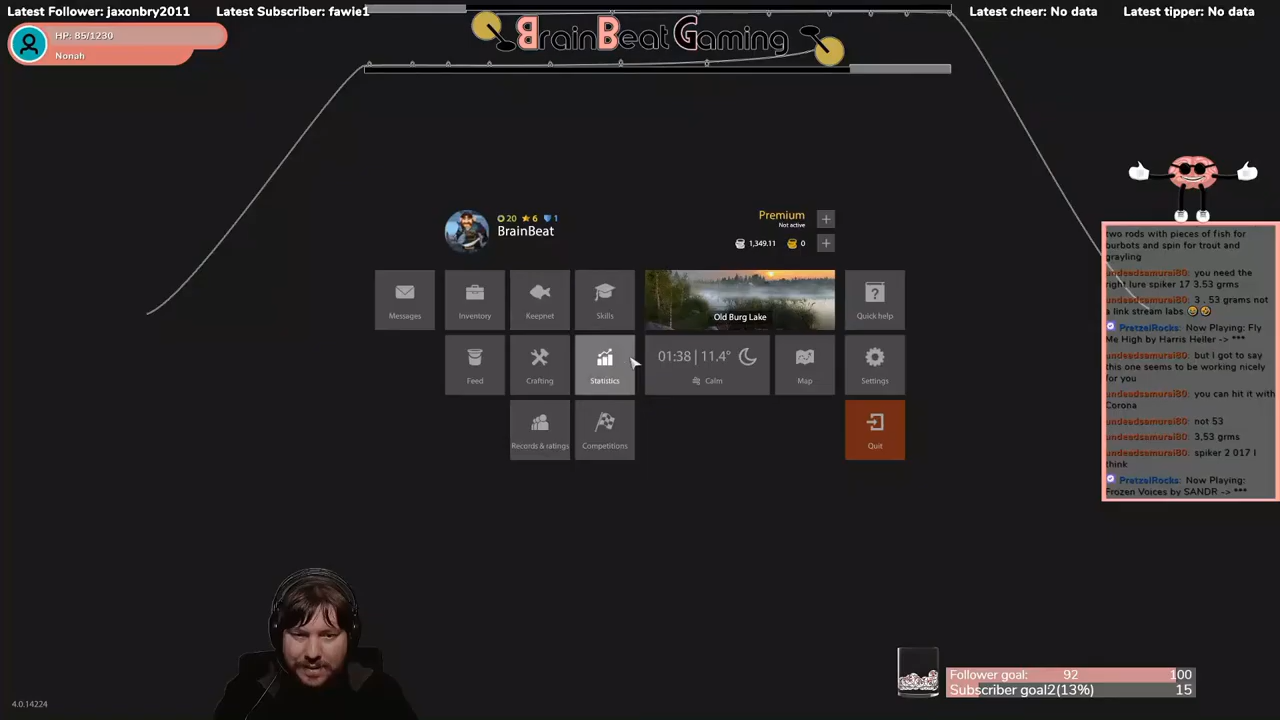 Latest Follower: jaxonbry2011
Latest Subscriber: fawie1
Latest cheer: No data
Latest tipper: No data
HP: 85/1230
Nonah
BrainBeat Gaming
20 6 1
BrainBeat
Premium
Not active
1,349.11
0
Messages
Inventory
Keepnet
Skills
Old Burg Lake
Quick help
Feed
Crafting
Statistics
01:38 | 11.4°
Calm
Map
Settings
Records & ratings
Competitions
Quit
two rods with pieces of fish for
burbots and spin for trout and
grayling
undeadsamurai80: you need the
right lure spiker 17 3.53 grms
undeadsamurai80: 3 . 53 grams not
a link stream labs
PretzelRocks: Now Playing: Fly
Me High by Harris Heller -> ***
undeadsamurai80: but I got to say
this one seems to be working nicely
for you
undeadsamurai80: you can hit it with
Corona
undeadsamurai80: not 53
undeadsamurai80: 3,53 grms
undeadsamurai80: spiker 2 017 I
think
PretzelRocks: Now Playing:
Frozen Voices by SANDR -> ***
Follower goal: 92 100
Subscriber goal2(13%) 15
4.0.14224